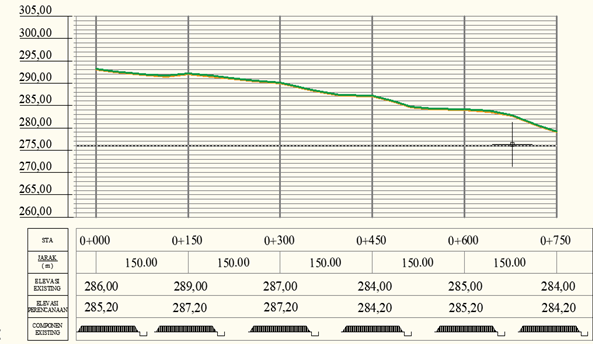 305,00
300,00
295,00
290,00
285,00
280,00
275,00
270,00
265,00
260,00
STA 0+000 0+150 0+300 0+450 0+600 0+750
JARAK (m) 150.00 150.00 150.00 150.00 150.00
ELEVASI EXISTING 286,00 289,00 287,00 284,00 285,00 284,00
ELEVASI PERENCANAAN 285,20 287,20 287,20 284,20 285,20 284,20
COMPONEN EXISTING